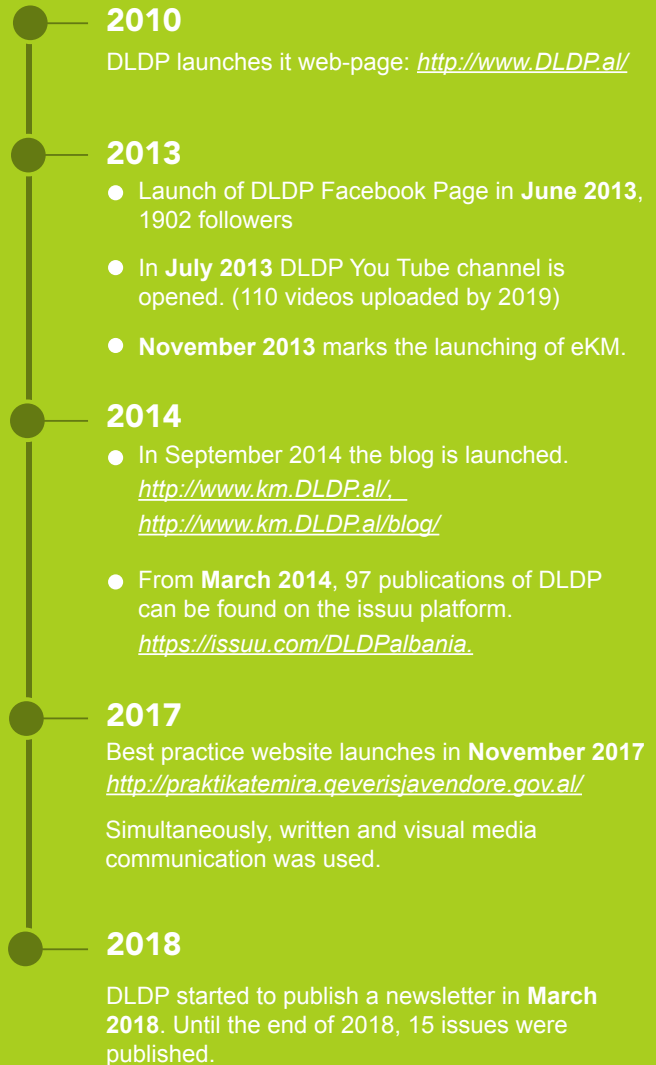 2010
DLDP launches it web-page: http://www.DLDP.al/
2013
Launch of DLDP Facebook Page in June 2013,
1902 followers
In July 2013 DLDP You Tube channel is
opened. (110 videos uploaded by 2019)
November 2013 marks the launching of eKM.
2014
In September 2014 the blog is launched.
http://www.km.DLDP.al/,
http://www.km.DLDP.al/blog/
From March 2014, 97 publications of DLDP
can be found on the issuu platform.
https://issuu.com/DLDPalbania.
2017
Best practice website launches in November 2017
http://praktikatemira.qeverisjavendore.gov.al/
Simultaneously, written and visual media
communication was used.
2018
DLDP started to publish a newsletter in March
2018. Until the end of 2018, 15 issues were
published.